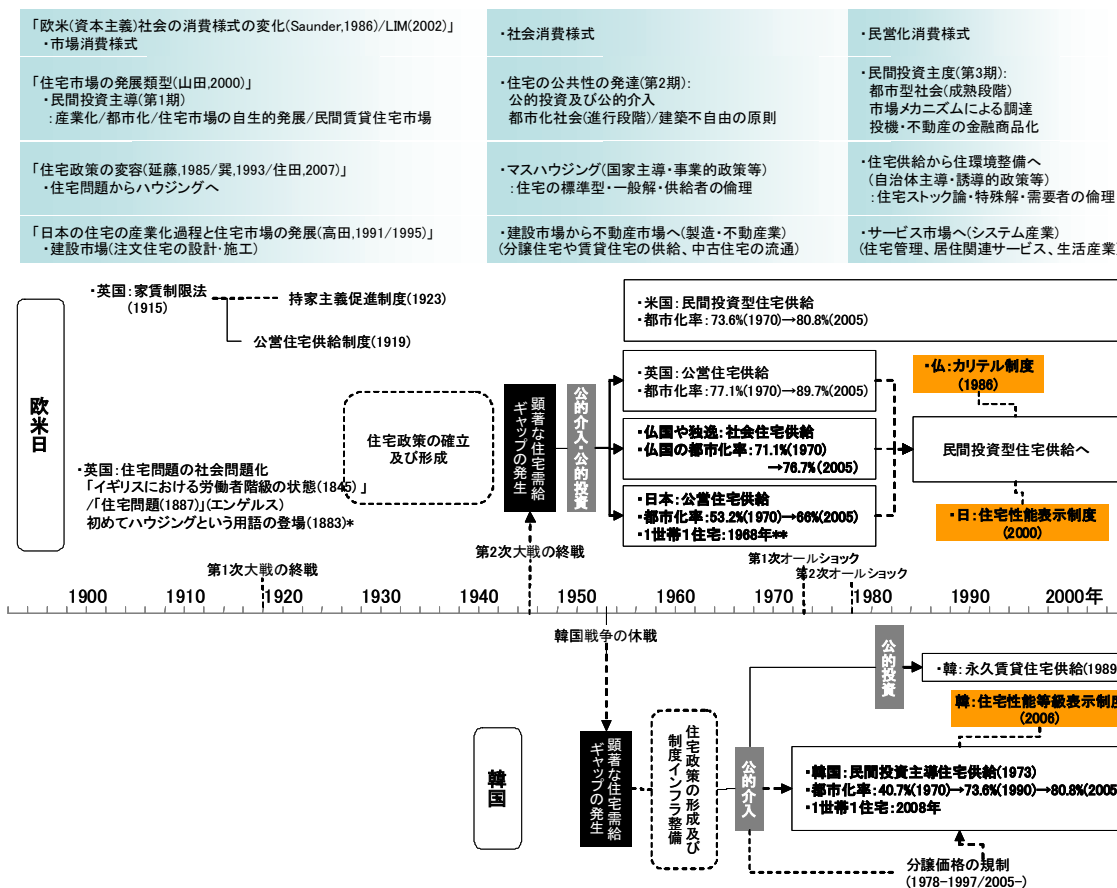 「欧米(資本主義)社会の消費様式の変化(Saunder,1986)/LIM(2002)」
・市場消費様式
・社会消費様式
・民営化消費様式
「住宅市場の発展類型(山田,2000)」
・民間投資主導(第1期)
:産業化/都市化/住宅市場の自生的発展/民間賃貸住宅市場
・住宅の公共性の発達(第2期):
公的投資及び公的介入
都市化社会(進行段階)/建築不自由の原則
・民間投資主度(第3期):
都市型社会(成熟段階)
市場メカニズムによる調達
投機・不動産の金融商品化
「住宅政策の変容(延藤,1985/巽,1993/住田,2007)」
・住宅問題からハウジングへ
・マスハウジング(国家主導・事業的政策等)
:住宅の標準型・一般解・供給者の倫理
・住宅供給から住環境整備へ
(自治体主導・誘導的政策等)
:住宅ストック論・特殊解・需要者の倫理
「日本の住宅の産業化過程と住宅市場の発展(高田,1991/1995)」
・建設市場(注文住宅の設計・施工)
・建設市場から不動産市場へ(製造・不動産業)
(分譲住宅や賃貸住宅の供給、中古住宅の流通)
・サービス市場へ(システム産業)
(住宅管理、居住関連サービス、生活産業)
欧米日
・英国:家賃制限法
(1915)
持家主義促進制度(1923)
公営住宅供給制度(1919)
・英国:住宅問題の社会問題化
「イギリスにおける労働者階級の状態(1845)」
/「住宅問題(1887)」(エンゲルス)
初めてハウジングという用語の登場(1883)*
住宅政策の確立
及び形成
顕著な住宅需給
ギャップの発生
公的介入・公的投資
・米国:民間投資型住宅供給
・都市化率:73.6%(1970)→80.8%(2005)
・英国:公営住宅供給
・都市化率:77.1%(1970)→89.7%(2005)
・仏国や独逸:社会住宅供給
・仏国の都市化率:71.1%(1970)
→76.7%(2005)
・日本:公営住宅供給
・都市化率:53.2%(1970)→66%(2005)
・1世帯1住宅:1968年**
・仏:カリテル制度
(1986)
民間投資型住宅供給へ
・日:住宅性能表示制度
(2000)
第1次大戦の終戦
第2次大戦の終戦
第1次オールショック
第2次オールショック
1900 1910 1920 1930 1940 1950 1960 1970 1980 1990 2000年
韓国戦争の休戦
韓国
顕著な住宅需給
ギャップの発生
住宅政策の形成及び
制度インフラ整備
公的介入
公的投資
・韓:永久賃貸住宅供給(1989
韓:住宅性能等級表示制度
(2006)
・韓国:民間投資主導住宅供給(1973)
・都市化率:40.7%(1970)→73.6%(1990)→80.8%(2005
・1世帯1住宅:2008年
分譲価格の規制
(1978-1997/2005-)